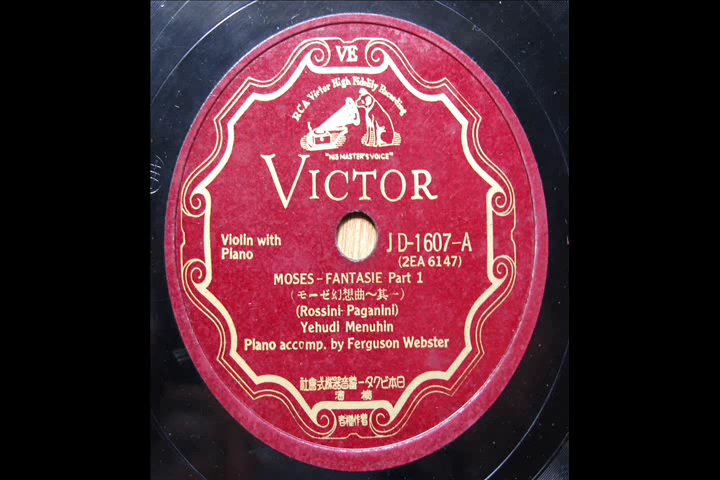 VE
RCA Victor High Fidelity Recording
"HIS MASTER'S VOICE"
VICTOR
Violin with
Piano
JD-1607-A
(2EA 6147)
MOSES-FANTASIE Part 1
(モーゼ幻想曲〜其一)
(Rossini-Paganini)
Yehudi Menuhin
Piano accomp. by Ferguson Webster
日本ビクター蓄音器株式會社
横濱